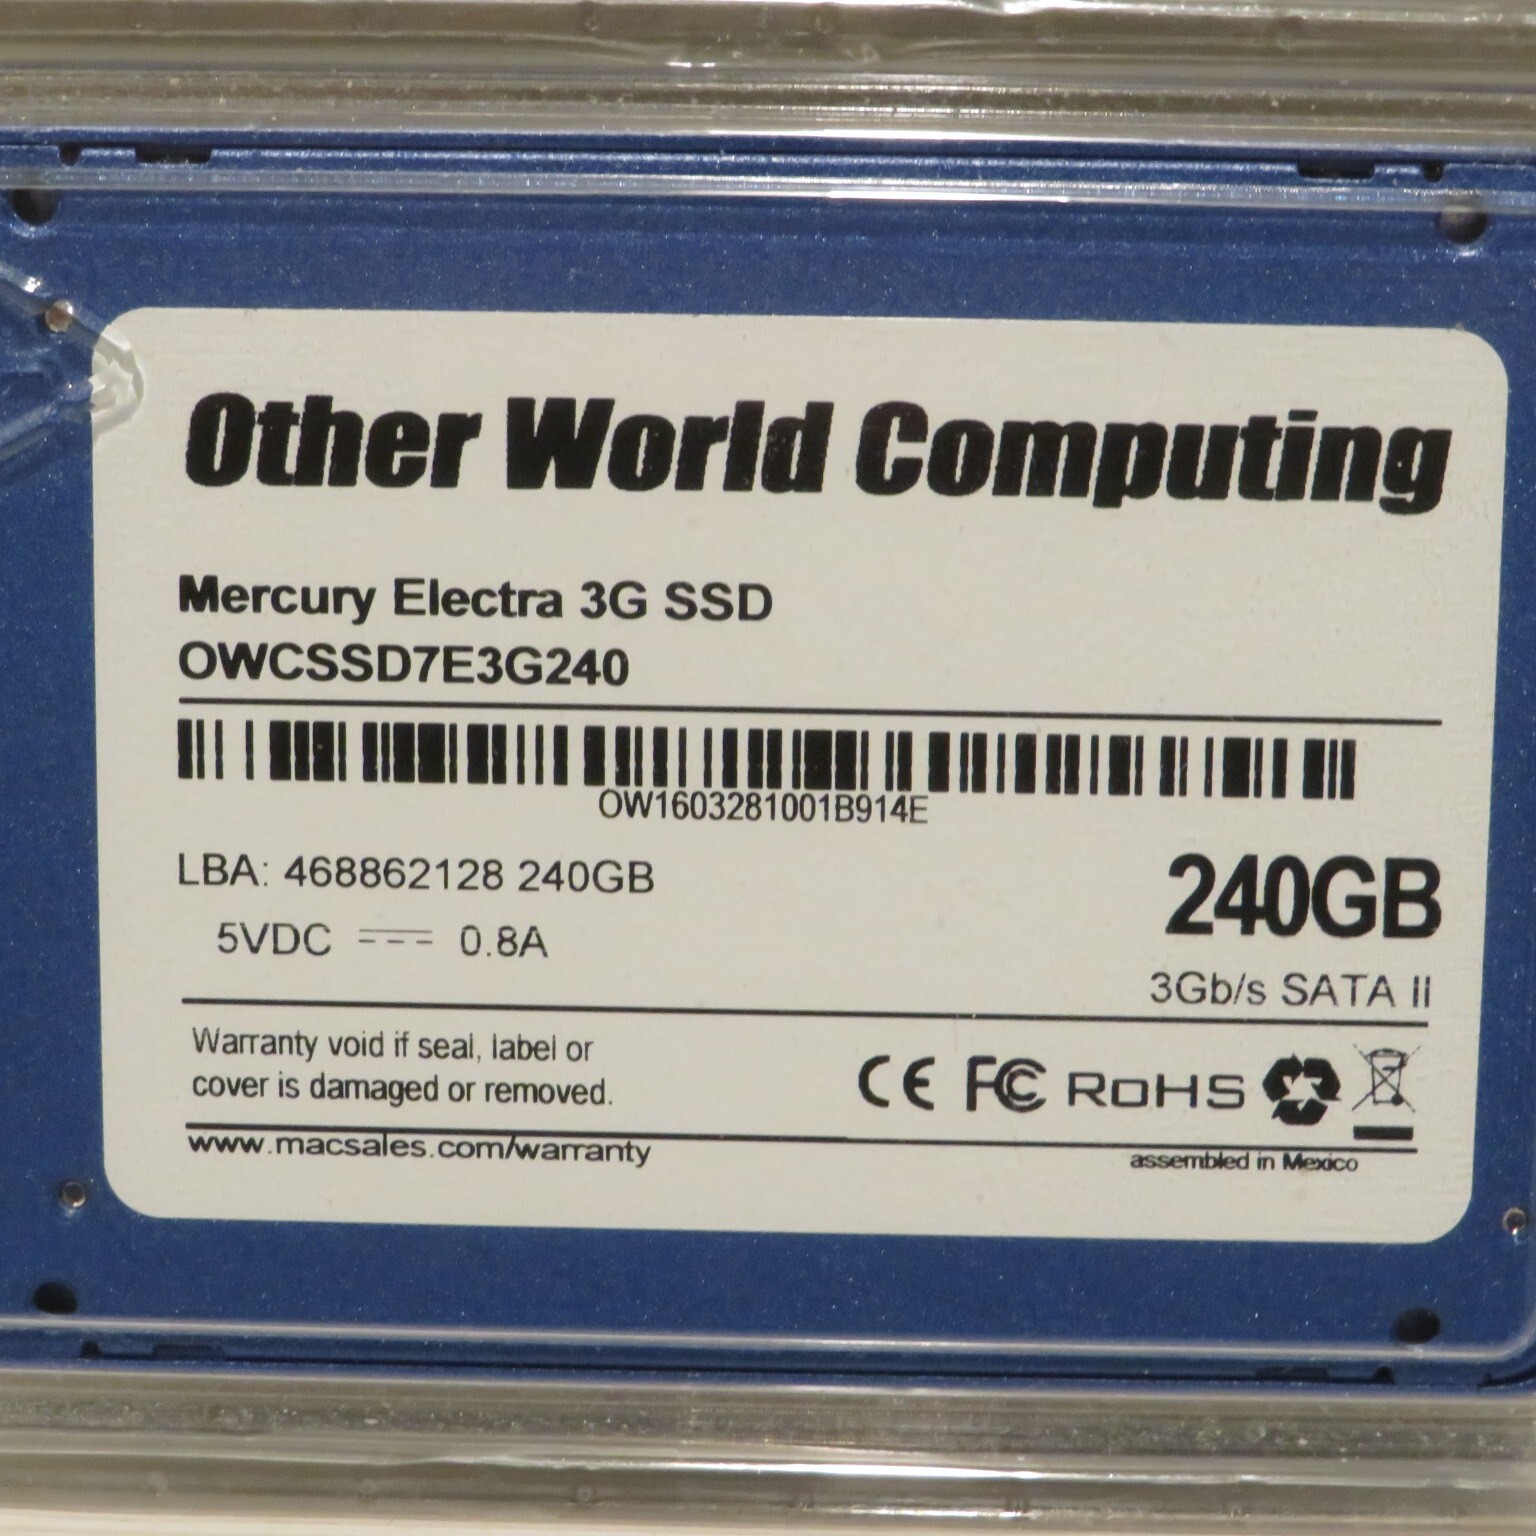 Other World Computing
Mercury Electra 3G SSD
OWCSSD7E3G240
OW1603281001B914E
LBA: 468862128 240GB
240GB
5VDC 0.8A
3Gb/s SATA II
Warranty void if seal, label or
cover is damaged or removed.
CE FC RoHS
www.macsales.com/warranty
assembled in Mexico